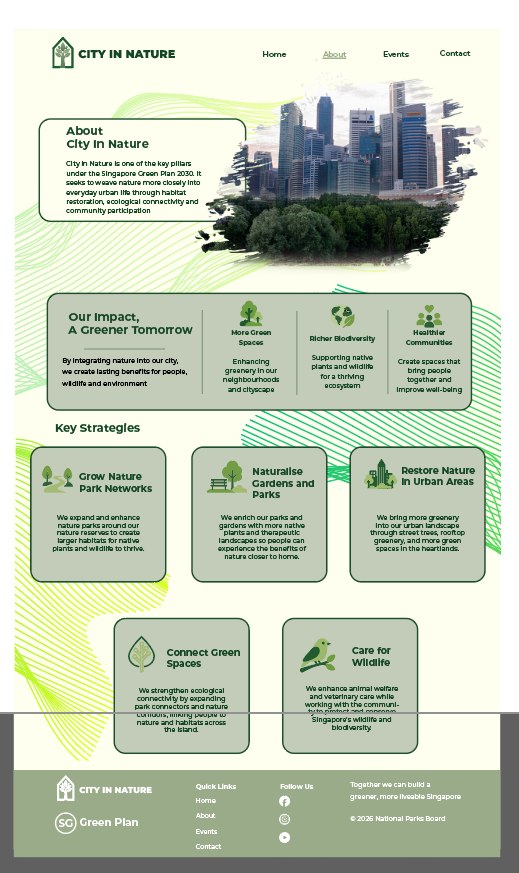 CITY IN NATURE
Home
About
Events
Contact
About
City In Nature
City In Nature is one of the key pillars
under the Singapore Green Plan 2030. It
seeks to weave nature more closely into
everyday urban life through habitat
restoration, ecological connectivity and
community participation
Our Impact,
A Greener Tomorrow
By integrating nature into our city,
we create lasting benefits for people,
wildlife and environment
More Green
Spaces
Enhancing
greenery in our
neighbourhoods
and cityscape
Richer Biodiversity
Supporting native
plants and wildlife
for a thriving
ecosystem
Healthier
Communities
Create spaces that
bring people
together and
improve well-being
Key Strategies
Grow Nature
Park Networks
We expand and enhance
nature parks around our
nature reserves to create
larger habitats for native
plants and wildlife to thrive.
Naturalise
Gardens and
Parks
We enrich our parks and
gardens with more native
plants and therapeutic
landscapes so people can
experience the benefits of
nature closer to home.
Restore Nature
in Urban Areas
We bring more greenery
into our urban landscape
through street trees, rooftop
greenery, and more green
spaces in the heartlands.
Connect Green
Spaces
We strengthen ecological
connectivity by expanding
park connectors and nature
corridors, linking people to
nature and habitats across
the island.
Care for
Wildlife
We enhance animal welfare
and veterinary care while
working with the communi-
ty to protect and conserve
Singapore's wildlife and
biodiversity.
CITY IN NATURE
SG Green Plan
Quick Links
Home
About
Events
Contact
Follow Us
Together we can build a
greener, more liveable Singapore
© 2026 National Parks Board